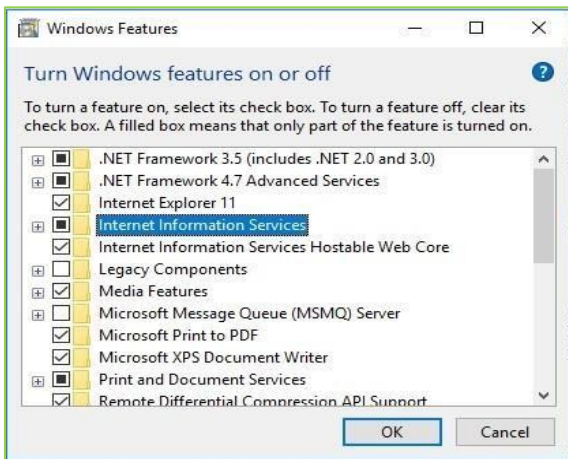 Windows Features
Turn Windows features on or off
To turn a feature on, select its check box. To turn a feature off, clear its
check box. A filled box means that only part of the feature is turned on.
.NET Framework 3.5 (includes .NET 2.0 and 3.0)
.NET Framework 4.7 Advanced Services
Internet Explorer 11
Internet Information Services
Internet Information Services Hostable Web Core
Legacy Components
Media Features
Microsoft Message Queue (MSMQ) Server
Microsoft Print to PDF
Microsoft XPS Document Writer
Print and Document Services
Remote Differential Compression API Support
OK Cancel